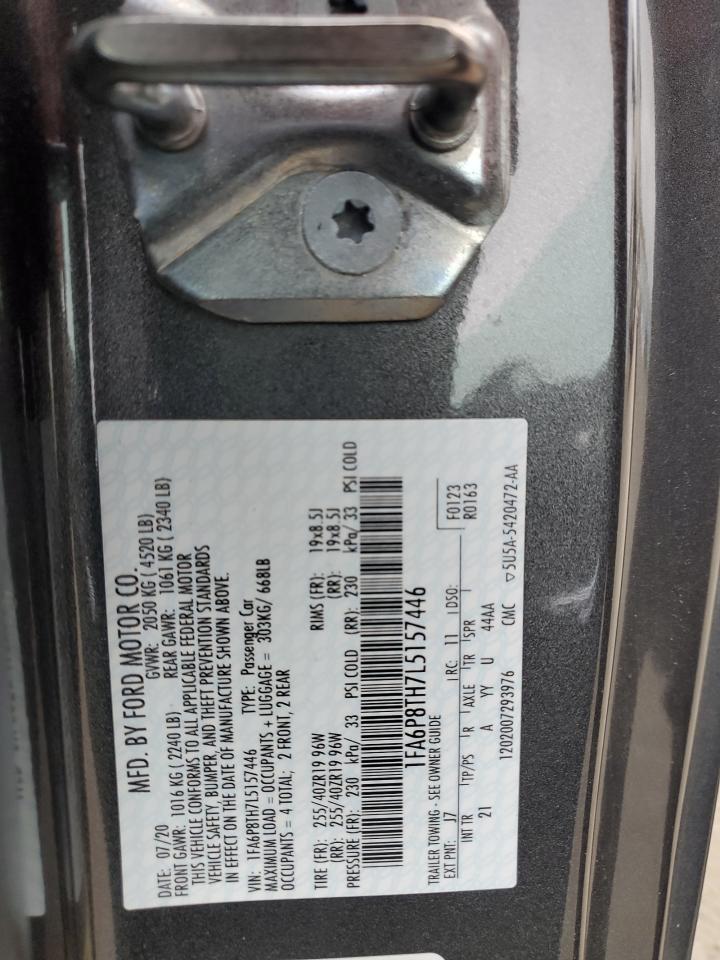 MFD. BY FORD MOTOR CO.
DATE: 07/20 GVWR: 2050 KG ( 4520 LB)
FRONT GAWR: 1016 KG ( 2240 LB) REAR GAWR: 1061 KG ( 2340 LB)
THIS VEHICLE CONFORMS TO ALL APPLICABLE FEDERAL MOTOR
VEHICLE SAFETY, BUMPER, AND THEFT PREVENTION STANDARDS
IN EFFECT ON THE DATE OF MANUFACTURE SHOWN ABOVE.
VIN: 1FA6P8TH7L5157446 TYPE: Passenger Car
MAXIMUM LOAD = OCCUPANTS + LUGGAGE = 303KG/ 668LB
OCCUPANTS = 4 TOTAL; 2 FRONT, 2 REAR
TIRE (FR): 255/40ZR19 96W RIMS (FR): 19x8.5J
(RR): 255/40ZR19 96W (RR): 19x8.5J
PRESSURE (FR): 230 kPa/ 33 PSI COLD (RR): 230 kPa/ 33 PSI COLD
1FA6P8TH7L5157446
TRAILER TOWING - SEE OWNER GUIDE F0123
EXT PNT: J7 RC: 11 DSO: R0163
INT TR TP/PS R AXLE TR SPR
21 A YY U 44AA
1202007293976 CMC ▽5U5A-5420472-AA